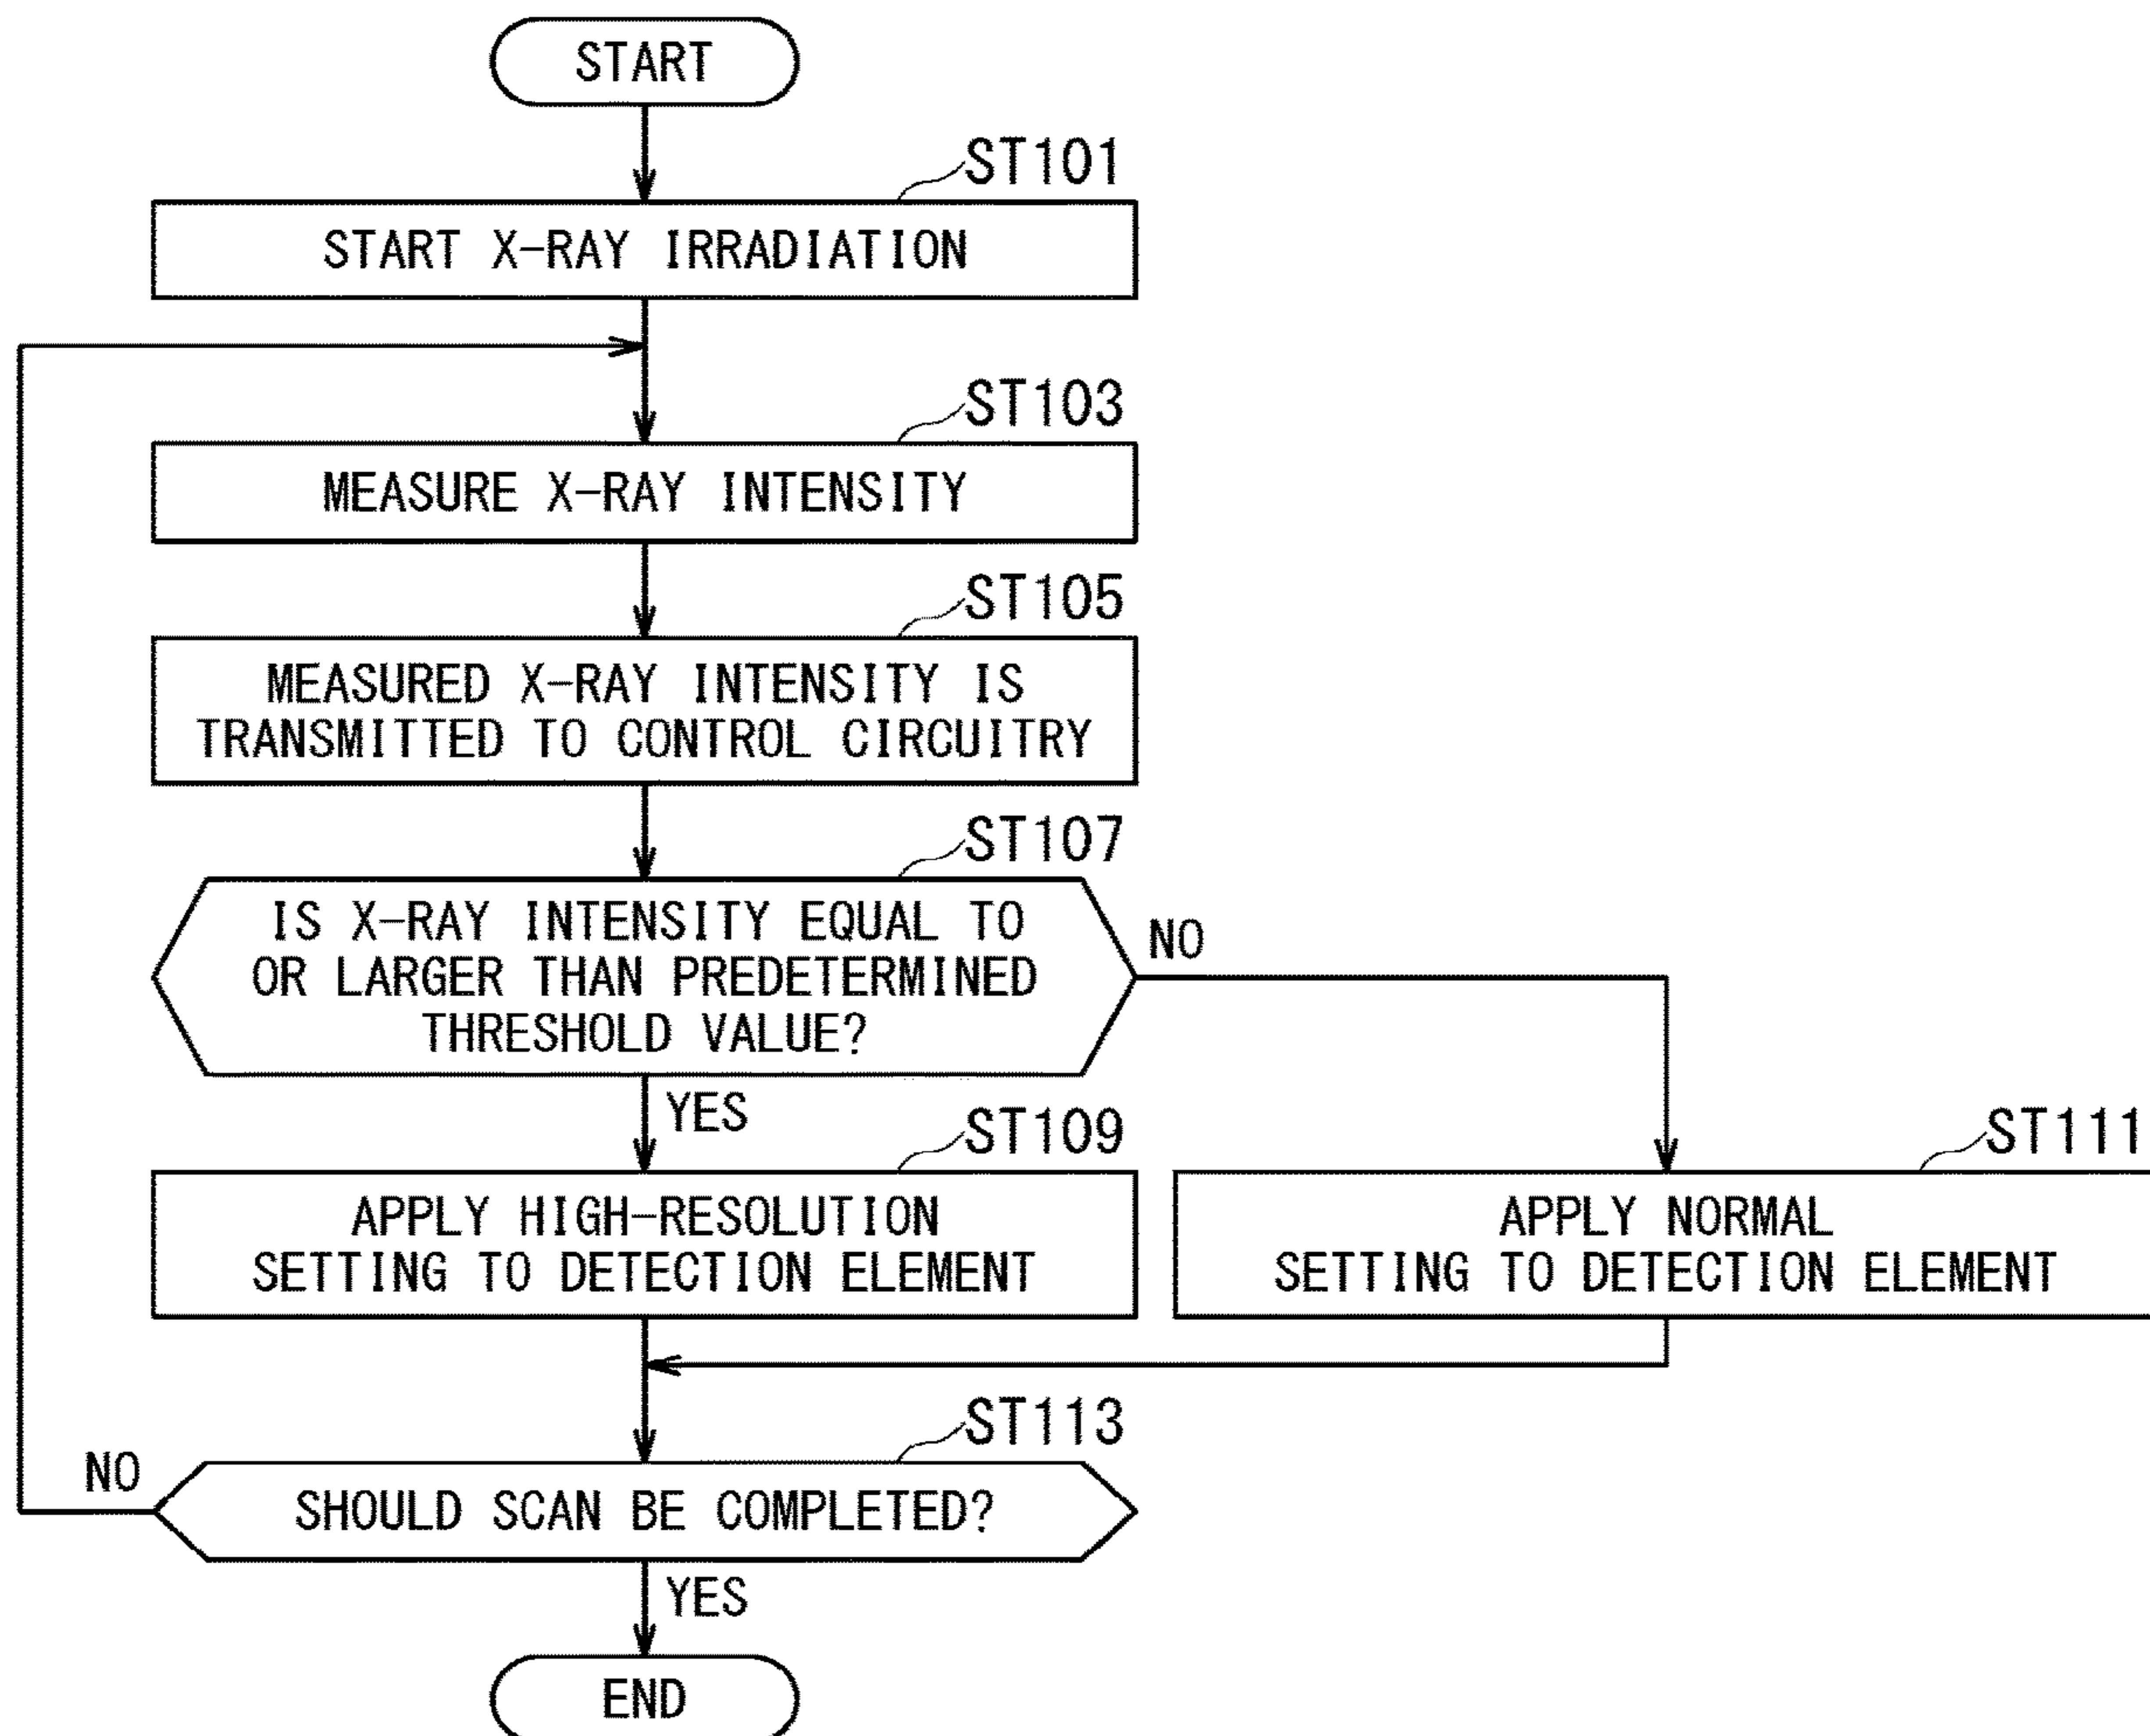 START
ST101
START X-RAY IRRADIATION
ST103
MEASURE X-RAY INTENSITY
ST105
MEASURED X-RAY INTENSITY IS
TRANSMITTED TO CONTROL CIRCUITRY
ST107
IS X-RAY INTENSITY EQUAL TO
OR LARGER THAN PREDETERMINED
THRESHOLD VALUE?
NO
YES
ST109
ST111
APPLY HIGH-RESOLUTION
SETTING TO DETECTION ELEMENT
APPLY NORMAL
SETTING TO DETECTION ELEMENT
ST113
NO
SHOULD SCAN BE COMPLETED?
YES
END